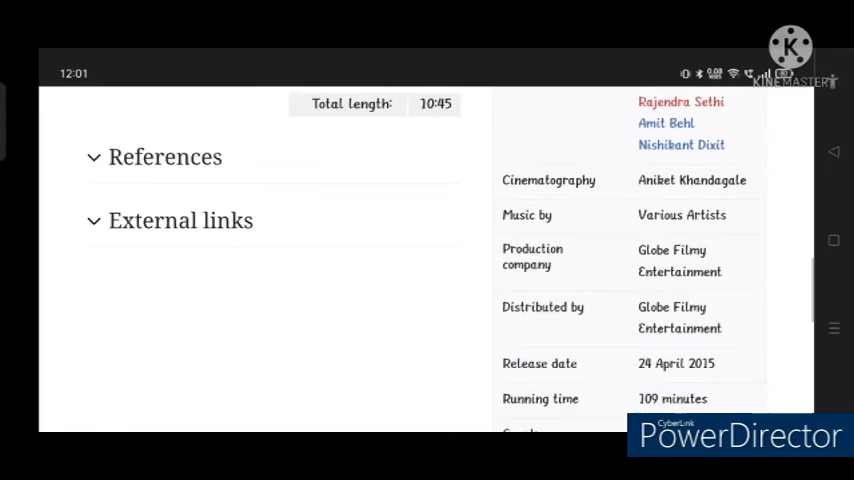 12:01
KINEMASTER
Total length: 10:45
References
External links
Rajendra Sethi
Amit Behl
Nishikant Dixit
Cinematography Aniket Khandagale
Music by Various Artists
Production company Globe Filmy
Entertainment
Distributed by Globe Filmy
Entertainment
Release date 24 April 2015
Running time 109 minutes
CyberLink
PowerDirector